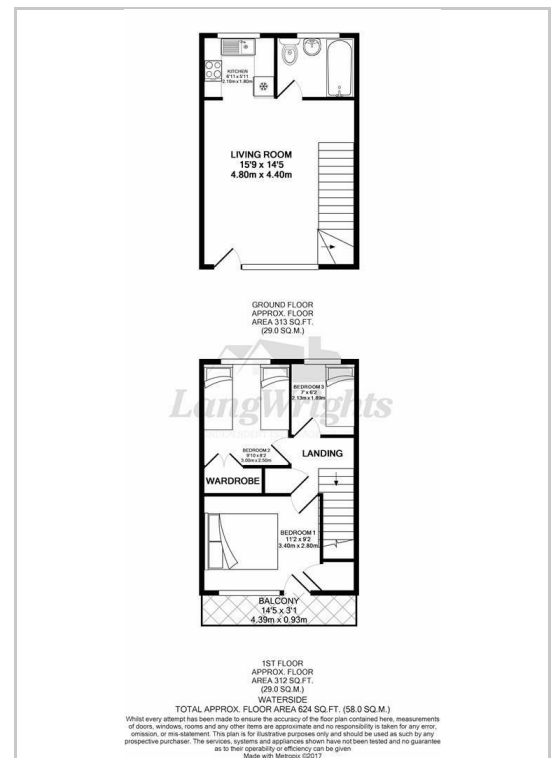 KITCHEN
6'11 x 5'11
2.10m x 1.80m
LIVING ROOM
15'9 x 14'5
4.80m x 4.40m
GROUND FLOOR
APPROX. FLOOR
AREA 313 SQ.FT.
(29.0 SQ.M.)
LangWrights
BEDROOM 3
7' x 6'2
2.13m x 1.89m
BEDROOM 2
9'10 x 8'2
3.00m x 2.50m
LANDING
WARDROBE
BEDROOM 1
11'2 x 9'2
3.40m x 2.80m
BALCONY
14'5 x 3'1
4.39m x 0.93m
1ST FLOOR
APPROX. FLOOR
AREA 312 SQ.FT.
(29.0 SQ.M.)
WATERSIDE
TOTAL APPROX. FLOOR AREA 624 SQ.FT. (58.0 SQ.M.)
Whilst every attempt has been made to ensure the accuracy of the floor plan contained here, measurements
of doors, windows, rooms and any other items are approximate and no responsibility is taken for any error,
omission, or mis-statement. This plan is for illustrative purposes only and should be used as such by any
prospective purchaser. The services, systems and appliances shown have not been tested and no guarantee
as to their operability or efficiency can be given
Made with Metropix ©2017